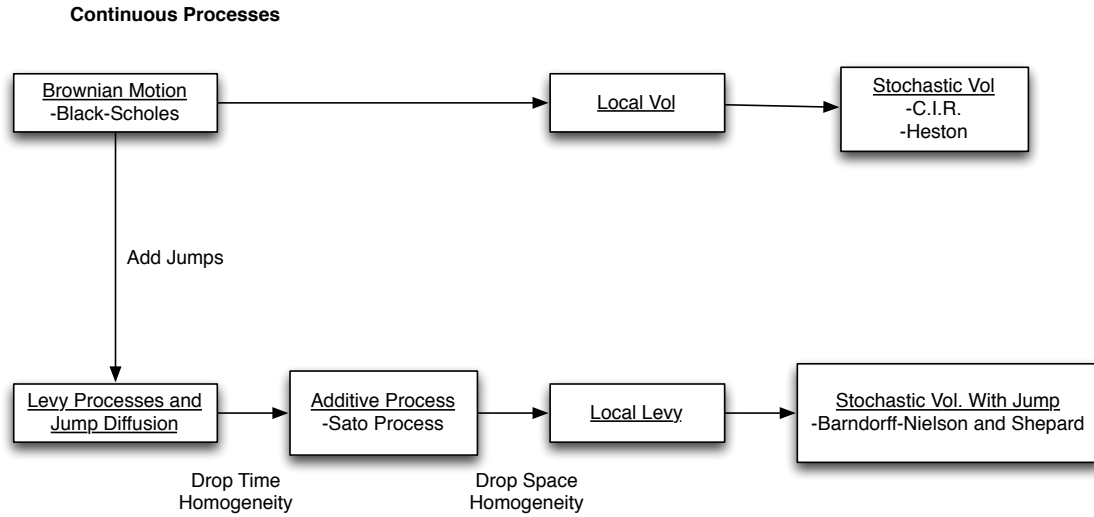 Continuous Processes
Brownian Motion
-Black-Scholes
Local Vol
Stochastic Vol
-C.I.R.
-Heston
Add Jumps
Levy Processes and
Jump Diffusion
Additive Process
-Sato Process
Local Levy
Stochastic Vol. With Jump
-Barndorff-Nielson and Shepard
Drop Time
Homogeneity
Drop Space
Homogeneity